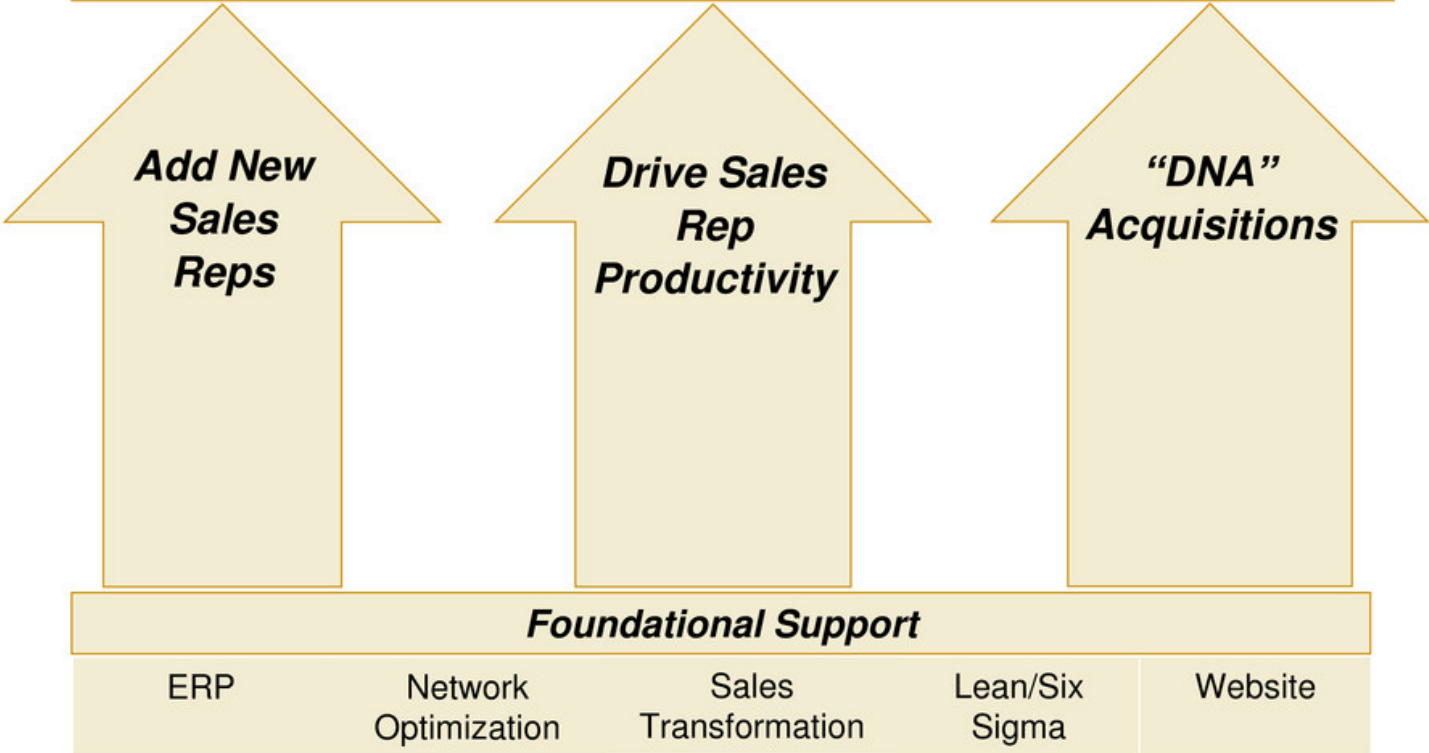 Add New
Sales
Reps
Drive Sales
Rep
Productivity
“DNA”
Acquisitions
Foundational Support
ERP
Network
Optimization
Sales
Transformation
Lean/Six
Sigma
Website